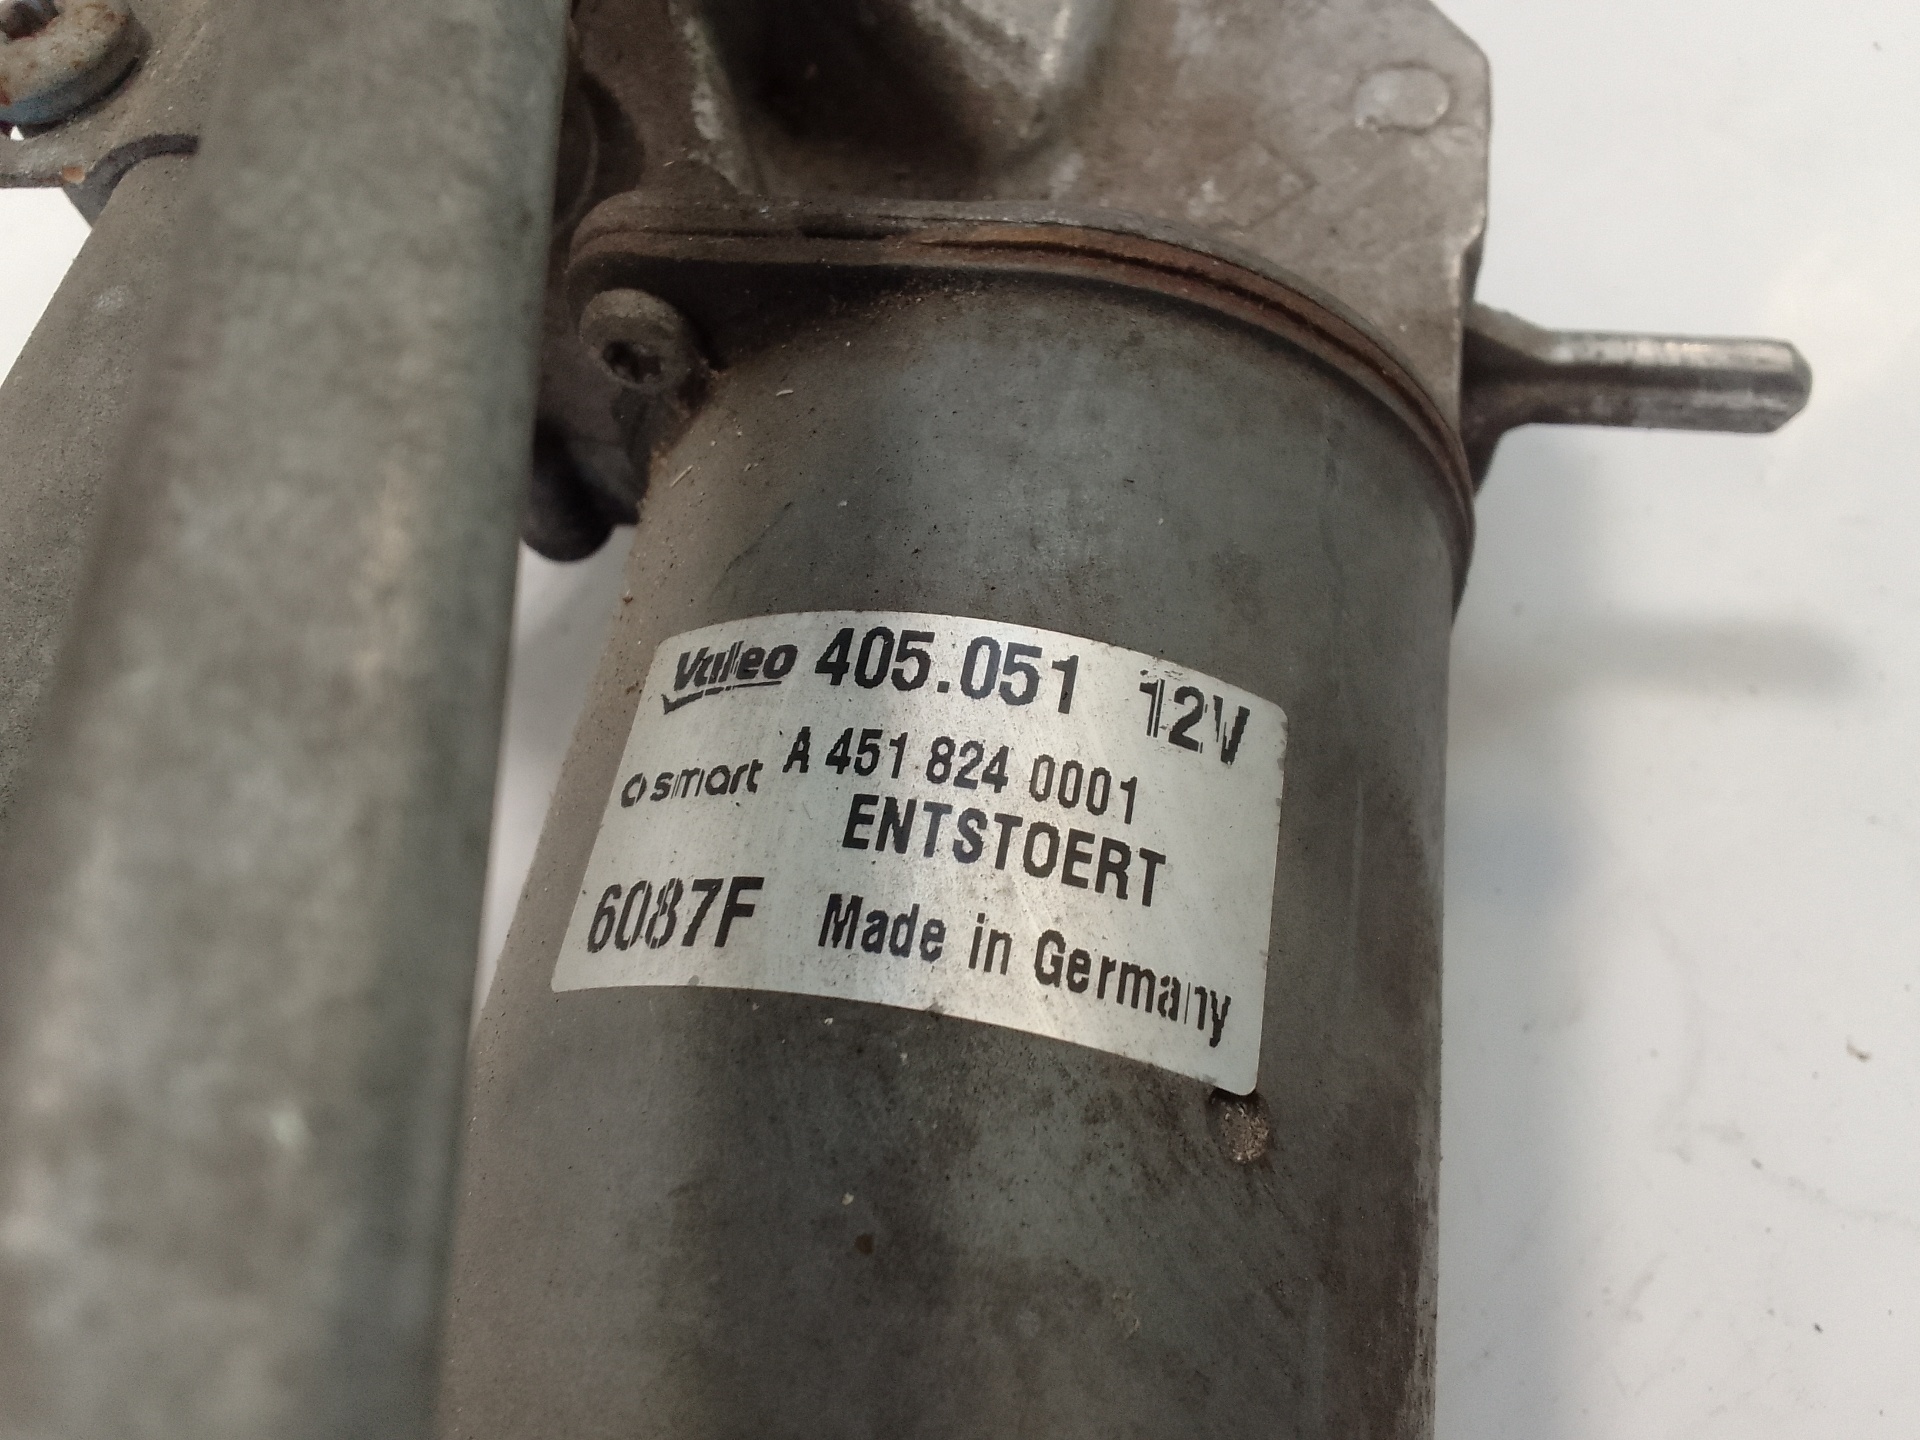 Valeo 405.051 12V
smart A 451 824 0001
ENTSTOERT
6087F Made in Germany